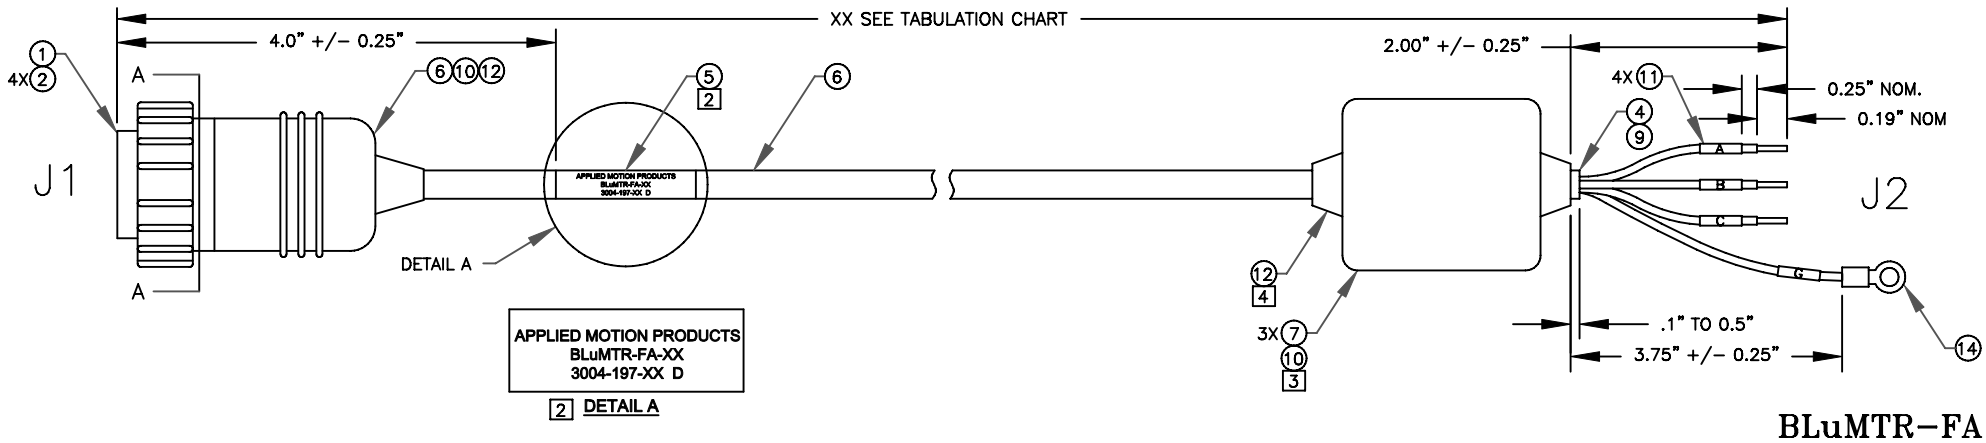 XX SEE TABULATION CHART
4.0” +/– 0.25”
2.00” +/– 0.25”
1
4X 2
A
6 10 12
5
2
6
4X 11
0.25” NOM.
0.19” NOM
4
9
J1
APPLIED MOTION PRODUCTS
BLuMTR-FA-XX
3004-197-XX D
A
B
C
G
J2
DETAIL A
A
12
4
3X 7
10
3
.1” TO 0.5”
3.75” +/– 0.25”
14
APPLIED MOTION PRODUCTS
BLuMTR-FA-XX
3004-197-XX D
2 DETAIL A
BLuMTR-FA